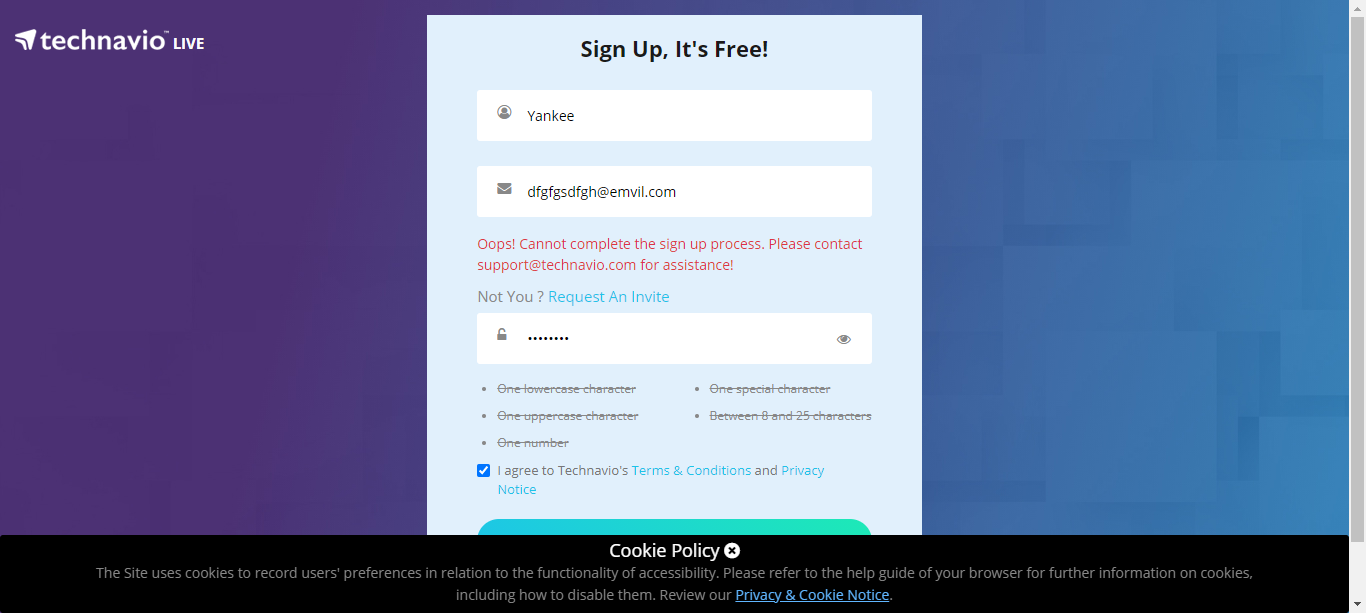 technavio™ LIVE
Sign Up, It's Free!
Yankee
dfgfgsdfgh@emvil.com
Oops! Cannot complete the sign up process. Please contact
support@technavio.com for assistance!
Not You ? Request An Invite
••••••••
• One lowercase character
• One special character
• One uppercase character
• Between 8 and 25 characters
• One number
I agree to Technavio's Terms & Conditions and Privacy
Notice
Cookie Policy
The Site uses cookies to record users' preferences in relation to the functionality of accessibility. Please refer to the help guide of your browser for further information on cookies,
including how to disable them. Review our Privacy & Cookie Notice.